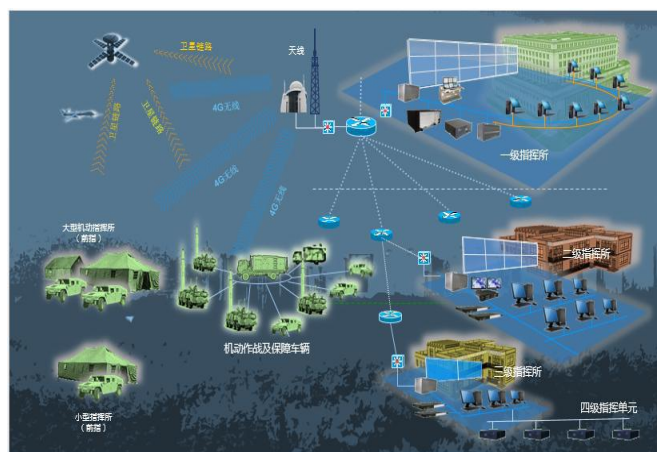 卫星链路
天线
4G无线
卫星链路
卫星链路
4G无线
4G无线
一级指挥所
大型机动指挥所
（前指）
二级指挥所
机动作战及保障车辆
三级指挥所
小型指挥所
（前指）
四级指挥单元